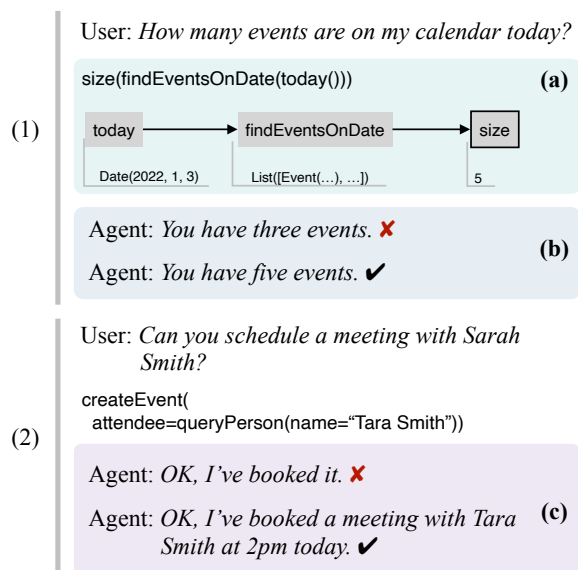 User: How many events are on my calendar today?
size(findEventsOnDate(today()))
(a)
(1)
today
findEventsOnDate
size
Date(2022, 1, 3)
List([Event(…), …])
5
Agent: You have three events. ✘
Agent: You have five events. ✔
(b)
User: Can you schedule a meeting with Sarah
Smith?
createEvent(
attendee=queryPerson(name=“Tara Smith”))
(2)
Agent: OK, I’ve booked it. ✘
Agent: OK, I’ve booked a meeting with Tara
Smith at 2pm today. ✔
(c)